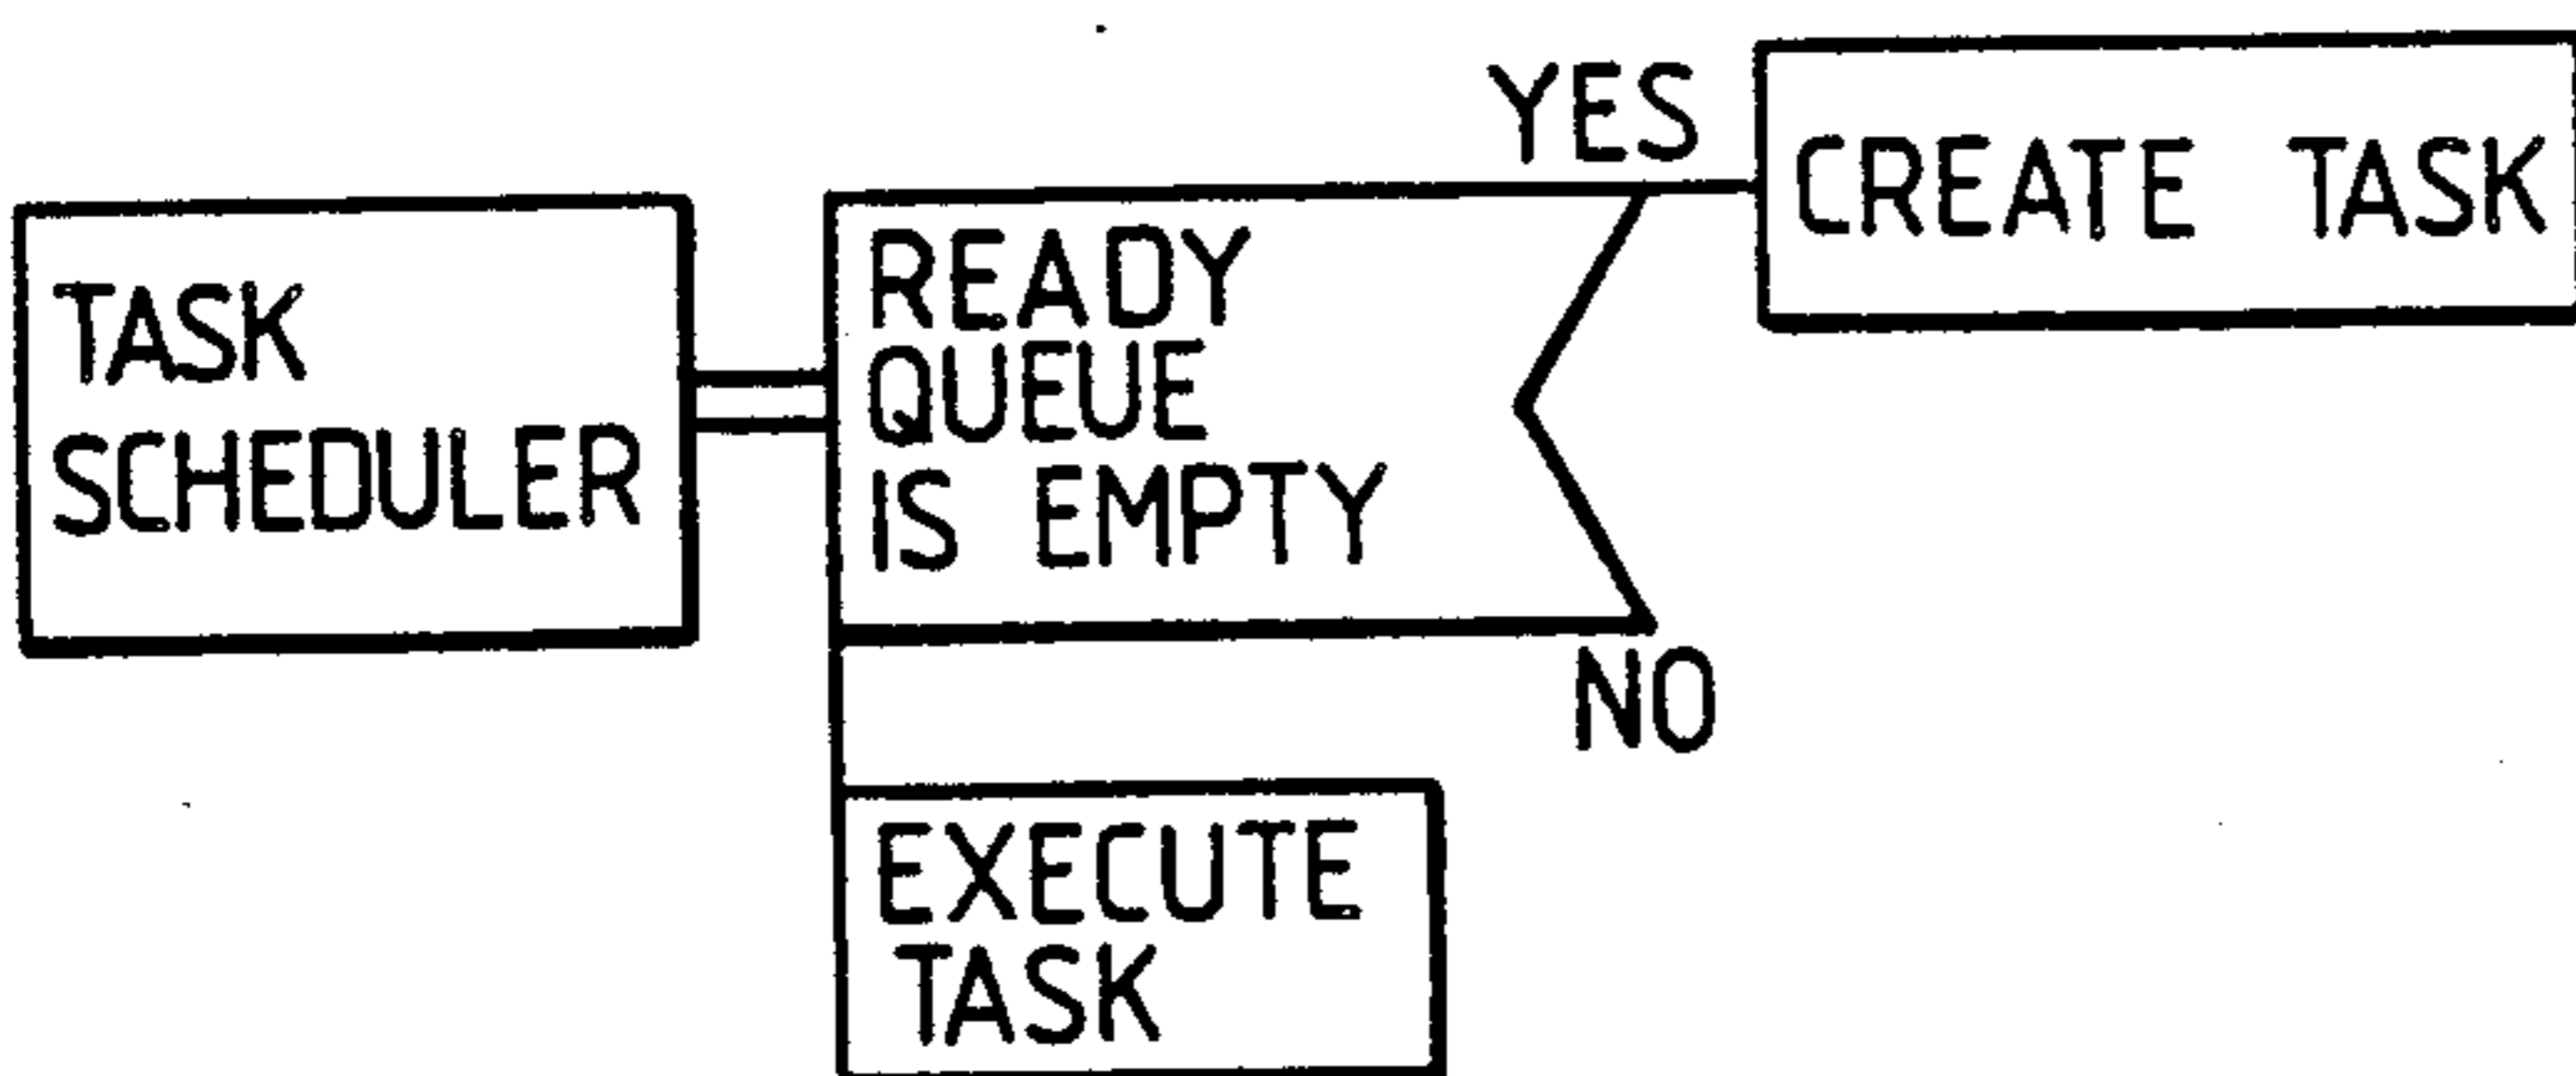 TASK
SCHEDULER
READY
QUEUE
IS EMPTY
YES
CREATE TASK
NO
EXECUTE
TASK